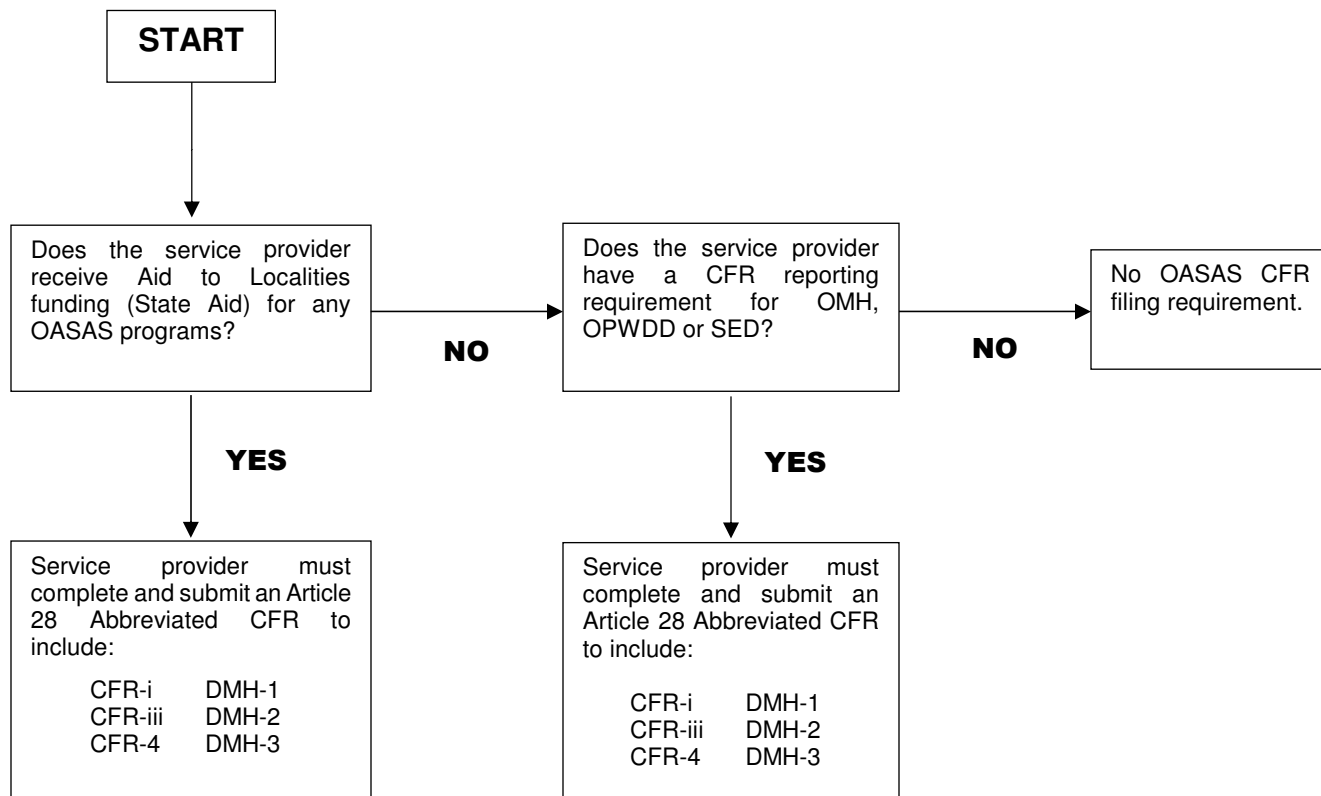 START
Does the service provider
receive Aid to Localities
funding (State Aid) for any
OASAS programs?
NO
Does the service provider
have a CFR reporting
requirement for OMH,
OPWDD or SED?
NO
No OASAS CFR
filing requirement.
YES
YES
Service provider must
complete and submit an Article
28 Abbreviated CFR to
include:
CFR-i DMH-1
CFR-iii DMH-2
CFR-4 DMH-3
Service provider must
complete and submit an
Article 28 Abbreviated CFR
to include:
CFR-i DMH-1
CFR-iii DMH-2
CFR-4 DMH-3